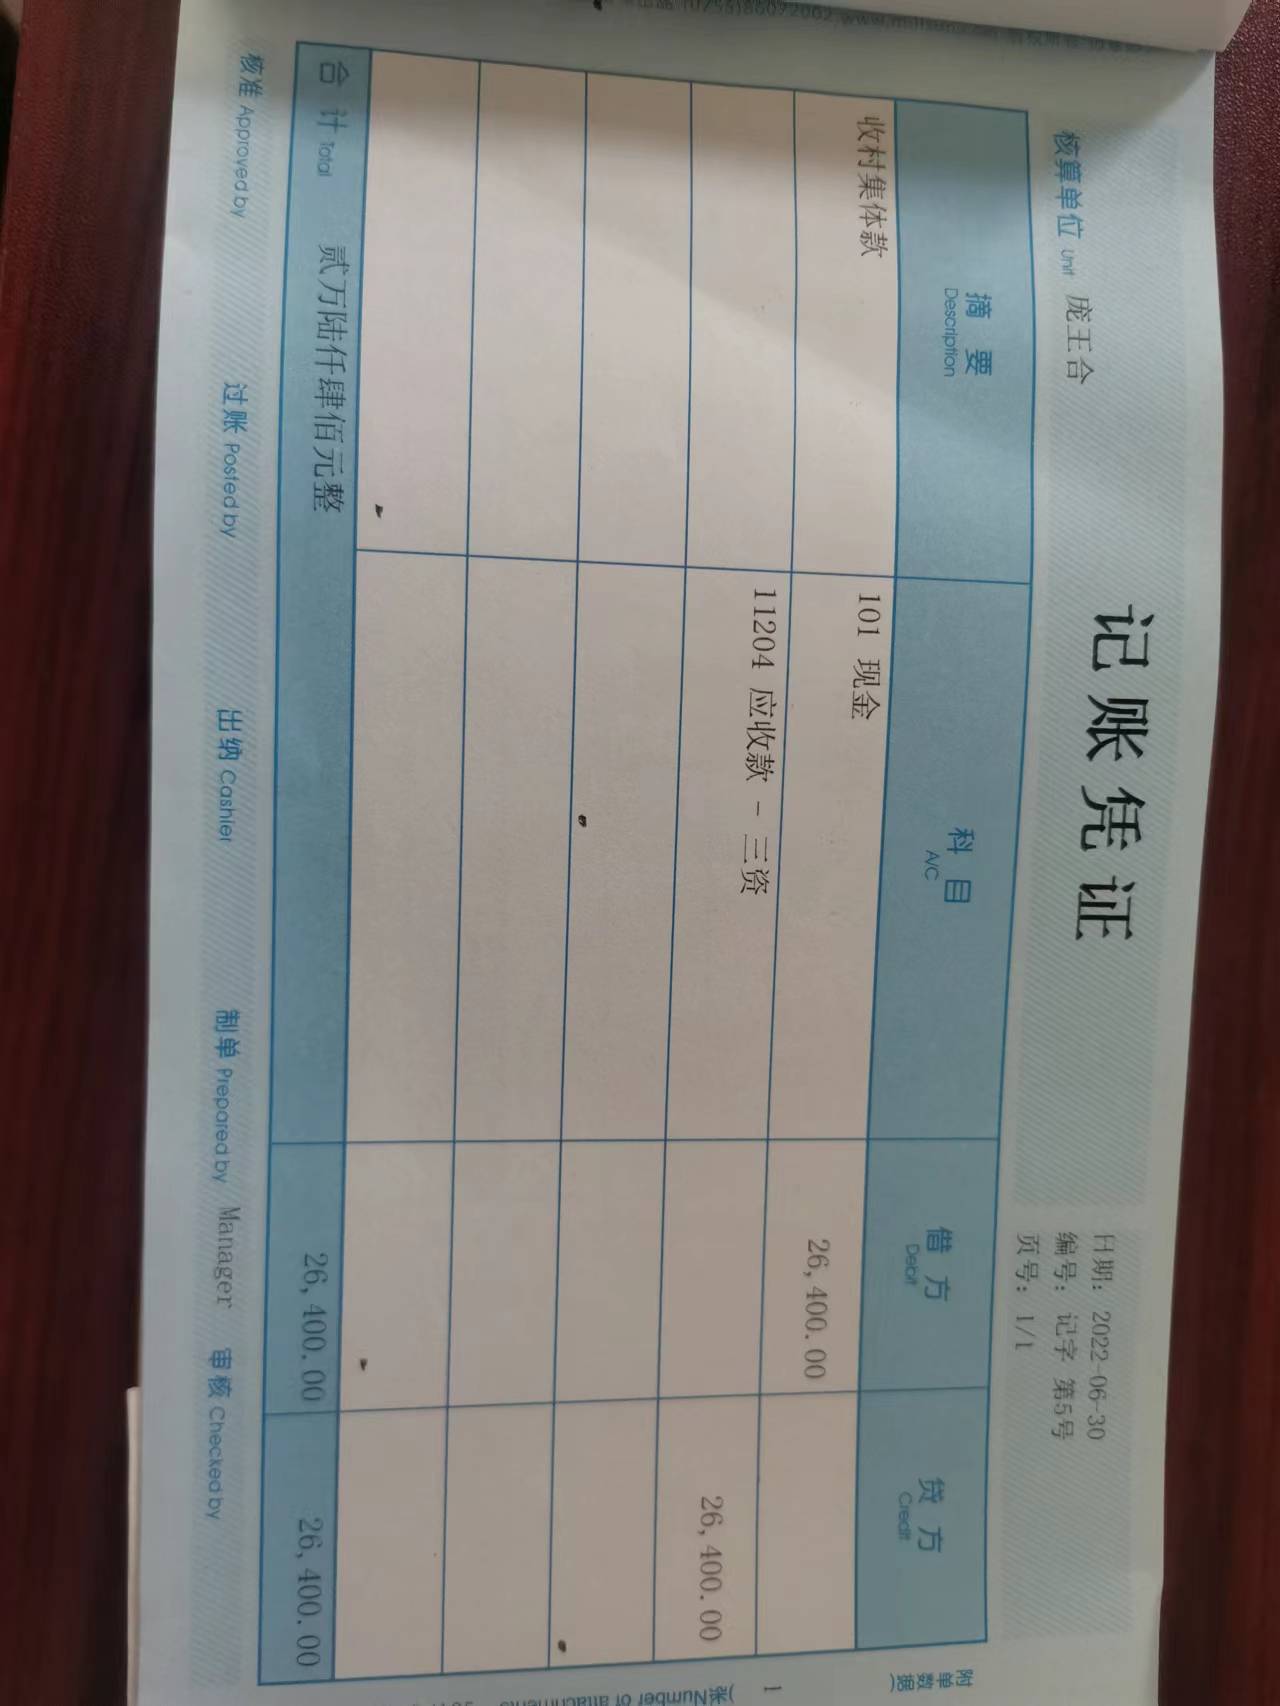 记账凭证
日期: 2022-06-30
核算单位 Unit 庞王合
编号: 记字 第5号
页号: 1/1
摘要 Description 科目 A/C 借方 Debit 贷方 Credit
附单数据)
收村集体款 101 现金 26,400.00
11204 应收款 - 三资 26,400.00
1
张(Number of attachments
合计 Total 贰万陆仟肆佰元整 26,400.00 26,400.00
核准 Approved by 过账 Posted by 出纳 Cashier 制单 Prepared by Manager 审核 Checked by